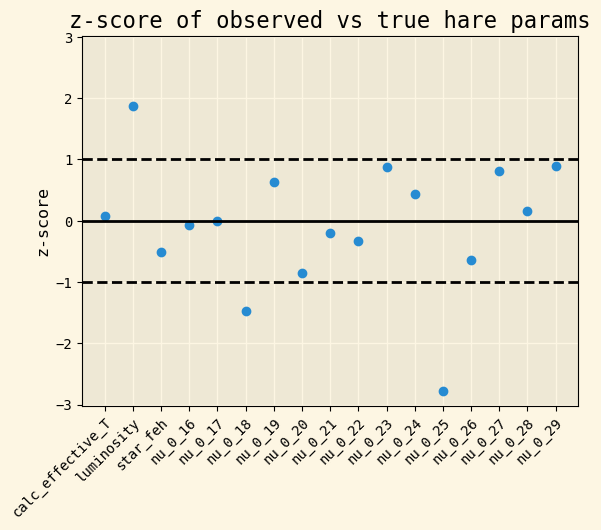 z-score of observed vs true hare params
z-score
3
2
1
0
−1
−2
−3
calc_effective_T
luminosity
star_feh
nu_0_16
nu_0_17
nu_0_18
nu_0_19
nu_0_20
nu_0_21
nu_0_22
nu_0_23
nu_0_24
nu_0_25
nu_0_26
nu_0_27
nu_0_28
nu_0_29